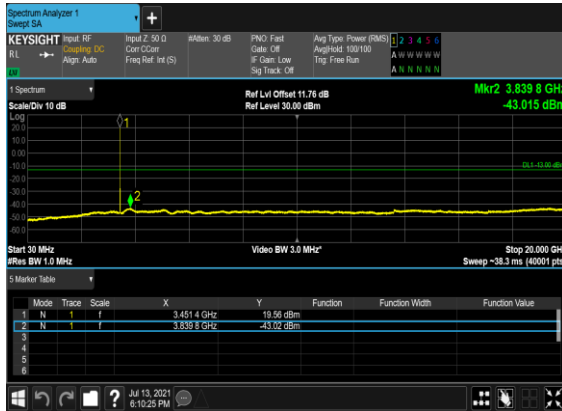 Spectrum Analyzer 1
Swept SA
+
KEYSIGHT Input: RF Input Z: 50 Ω #Atten: 30 dB PNO: Fast Avg Type: Power (RMS) 1 2 3 4 5 6
RL Coupling: DC Corr CCorr Gate: Off Avg|Hold: 100/100 A W W W W W
Align: Auto Freq Ref: Int (S) IF Gain: Low Trig: Free Run
Sig Track: Off A N N N N N
1 Spectrum
Scale/Div 10 dB
Ref Lvl Offset 11.76 dB
Ref Level 30.00 dBm
Mkr2 3.839 8 GHz
-43.015 dBm
Log
20.0
10.0
0.00
-10.0
-20.0
-30.0
-40.0
-50.0
-60.0
1
2
DL1 -13.00 dBm
Start 30 MHz Video BW 3.0 MHz* Stop 20.000 GHz
#Res BW 1.0 MHz Sweep ~38.3 ms (40001 pts)
5 Marker Table
Mode Trace Scale X Y Function Function Width Function Value
1 N 1 f 3.451 4 GHz 19.56 dBm
2 N 1 f 3.839 8 GHz -43.02 dBm
3
4
5
6
? Jul 13, 2021
6:10:25 PM